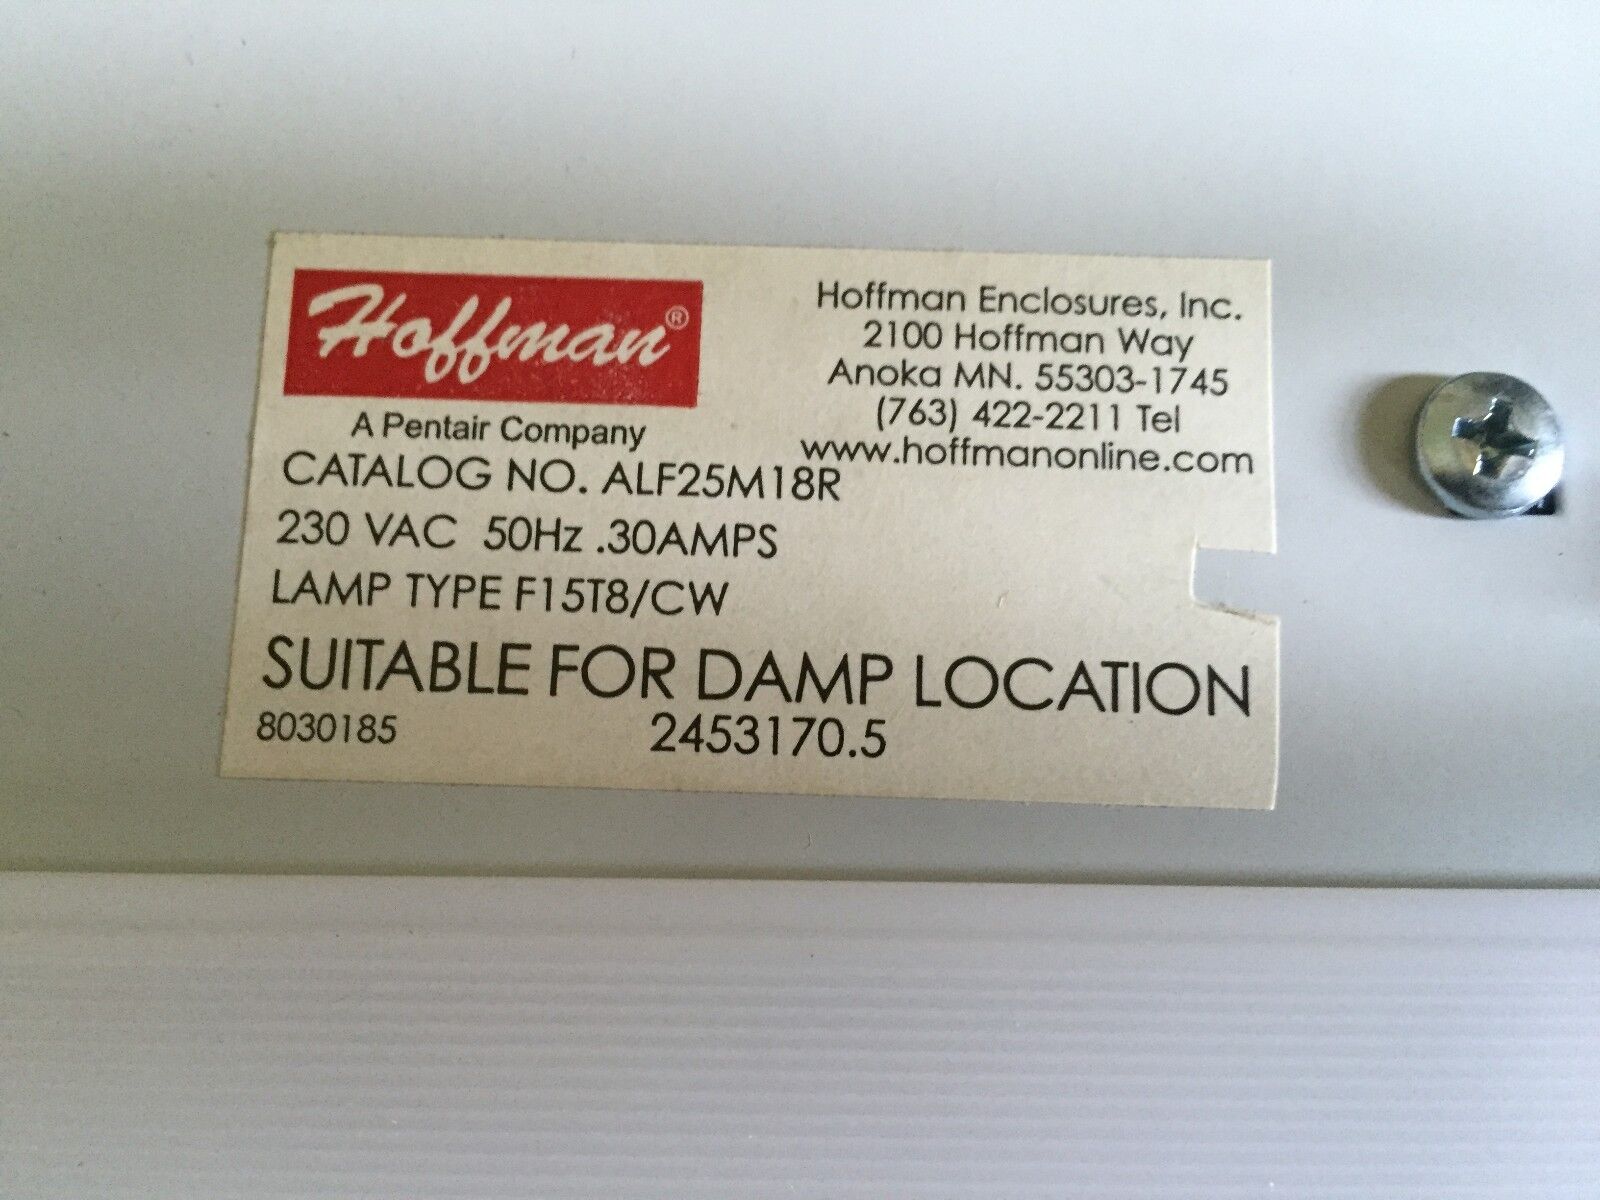 Hoffman®
A Pentair Company
Hoffman Enclosures, Inc.
2100 Hoffman Way
Anoka MN. 55303-1745
(763) 422-2211 Tel
www.hoffmanonline.com
CATALOG NO. ALF25M18R
230 VAC 50Hz .30AMPS
LAMP TYPE F15T8/CW
SUITABLE FOR DAMP LOCATION
8030185 2453170.5